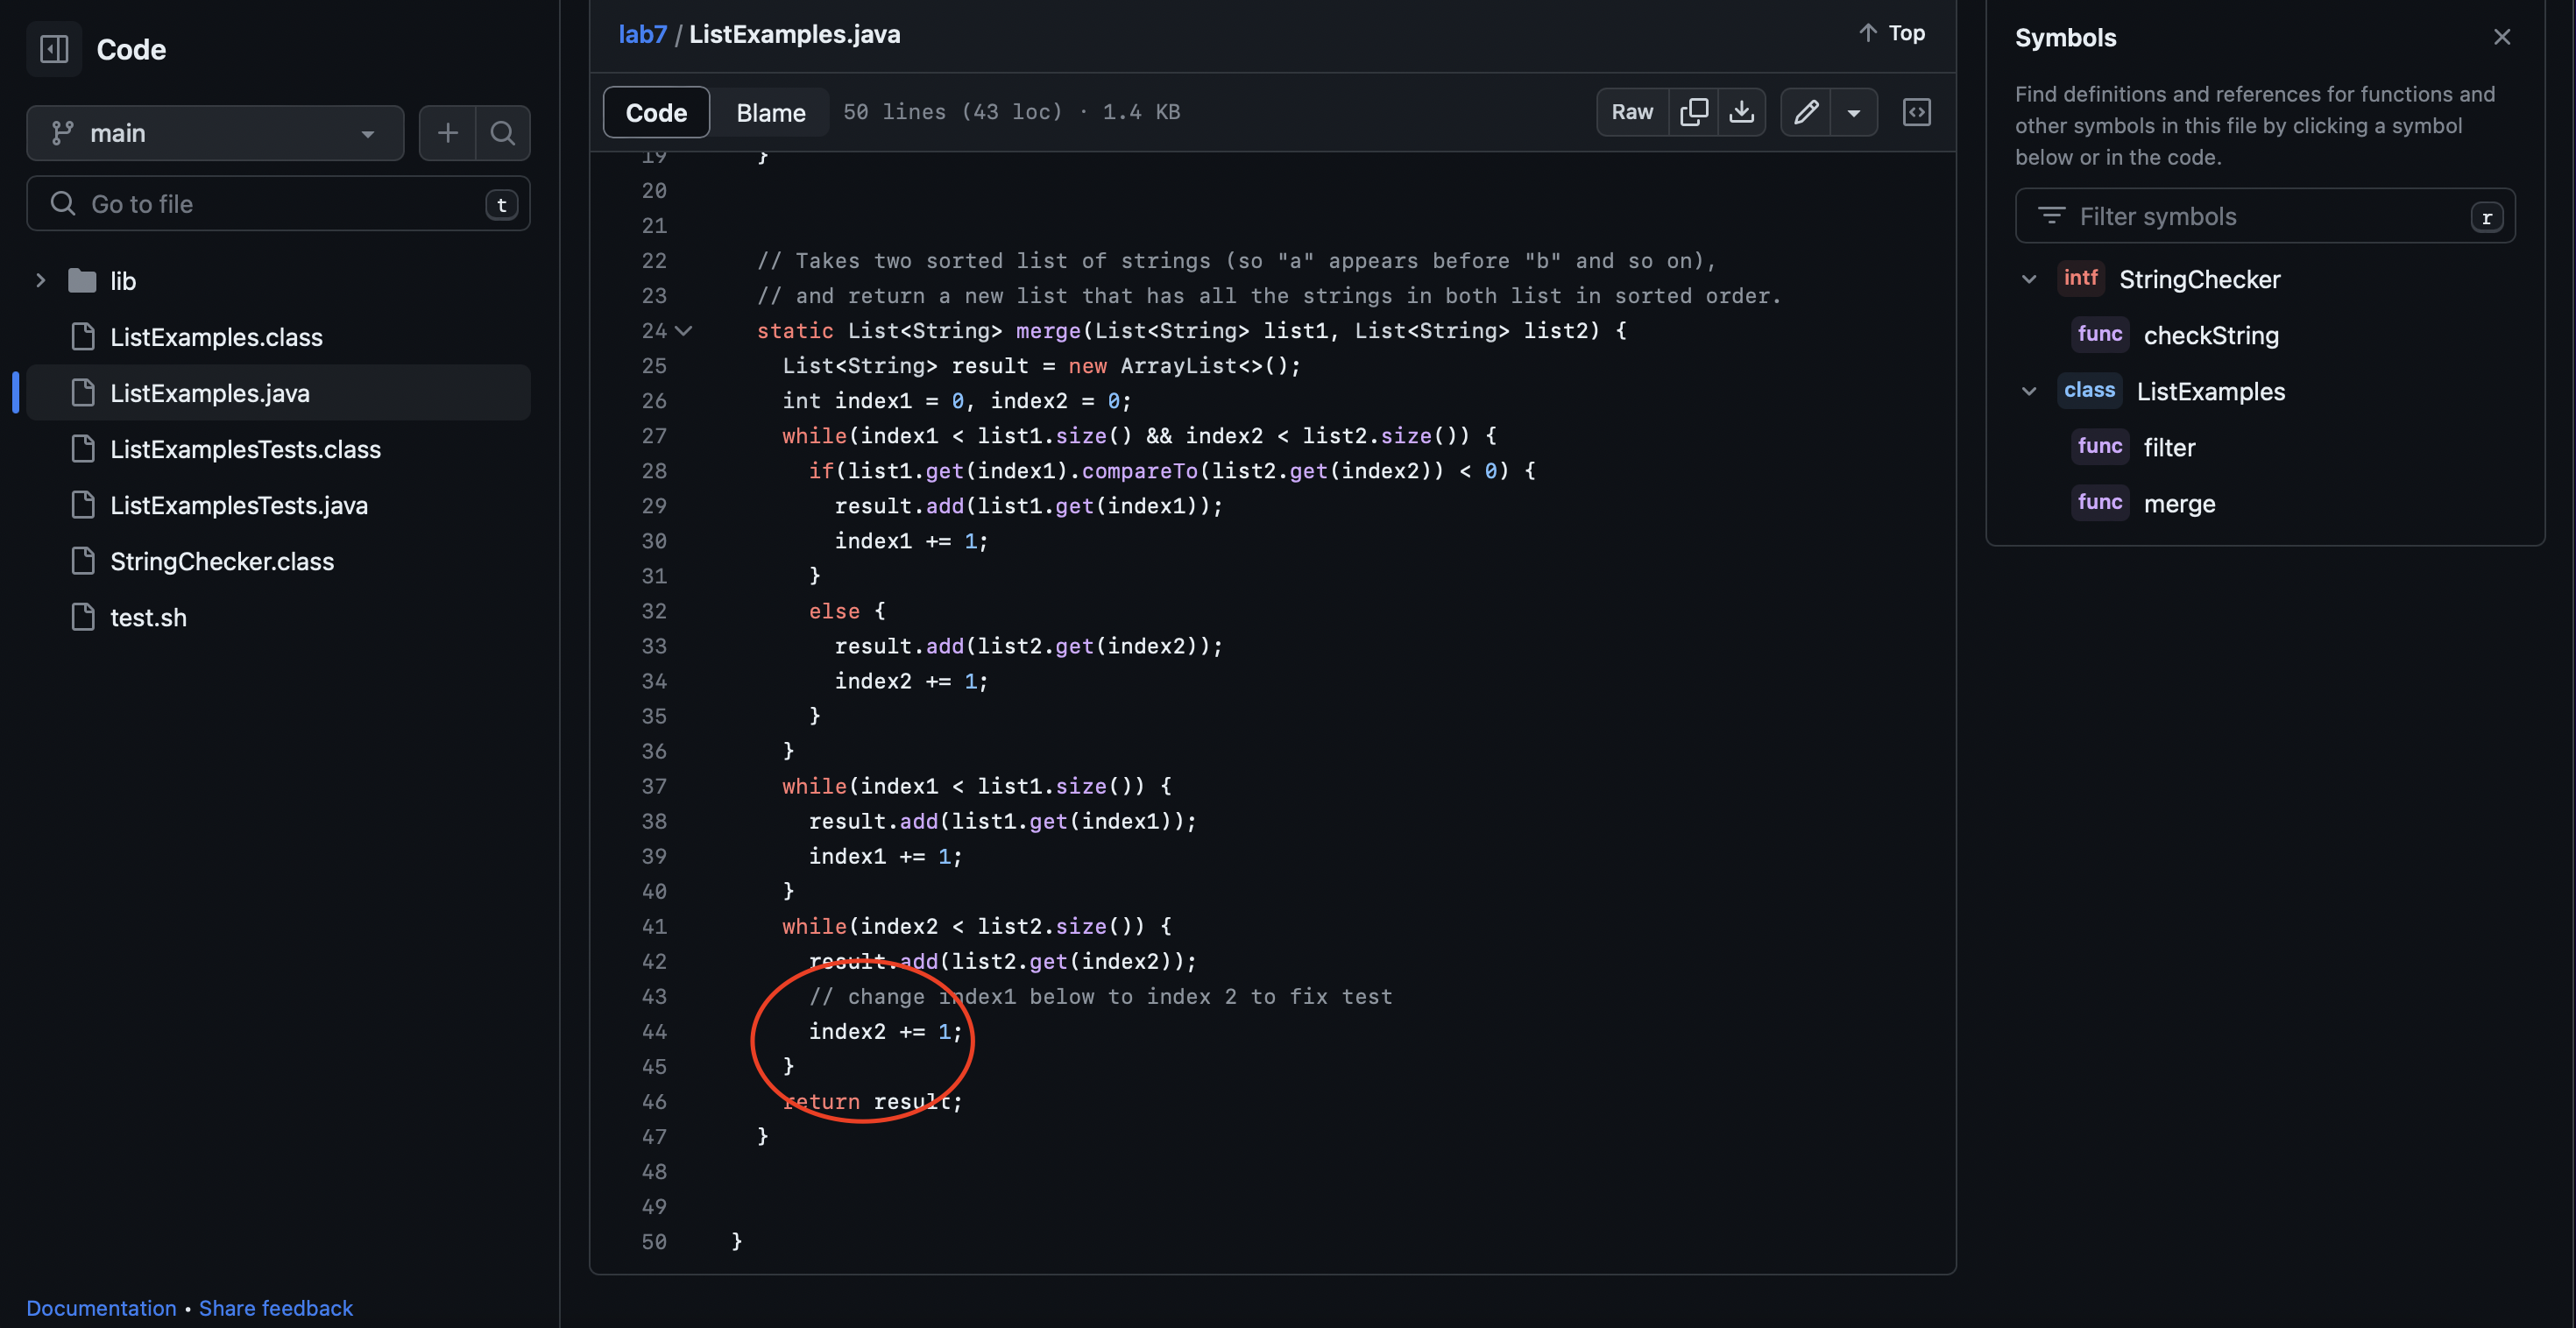 Code
main
Go to file
t
lib
ListExamples.class
ListExamples.java
ListExamplesTests.class
ListExamplesTests.java
StringChecker.class
test.sh
Documentation • Share feedback
lab7 / ListExamples.java
Top
Code
Blame
50 lines (43 loc) · 1.4 KB
Raw
19     }
20
21
22     // Takes two sorted list of strings (so "a" appears before "b" and so on),
23     // and return a new list that has all the strings in both list in sorted order.
24     static List<String> merge(List<String> list1, List<String> list2) {
25       List<String> result = new ArrayList<>();
26       int index1 = 0, index2 = 0;
27       while(index1 < list1.size() && index2 < list2.size()) {
28         if(list1.get(index1).compareTo(list2.get(index2)) < 0) {
29           result.add(list1.get(index1));
30           index1 += 1;
31         }
32         else {
33           result.add(list2.get(index2));
34           index2 += 1;
35         }
36       }
37       while(index1 < list1.size()) {
38         result.add(list1.get(index1));
39         index1 += 1;
40       }
41       while(index2 < list2.size()) {
42         result.add(list2.get(index2));
43         // change index1 below to index 2 to fix test
44         index2 += 1;
45       }
46       return result;
47     }
48
49
50   }
Symbols
Find definitions and references for functions and
other symbols in this file by clicking a symbol
below or in the code.
Filter symbols
r
intf StringChecker
func checkString
class ListExamples
func filter
func merge